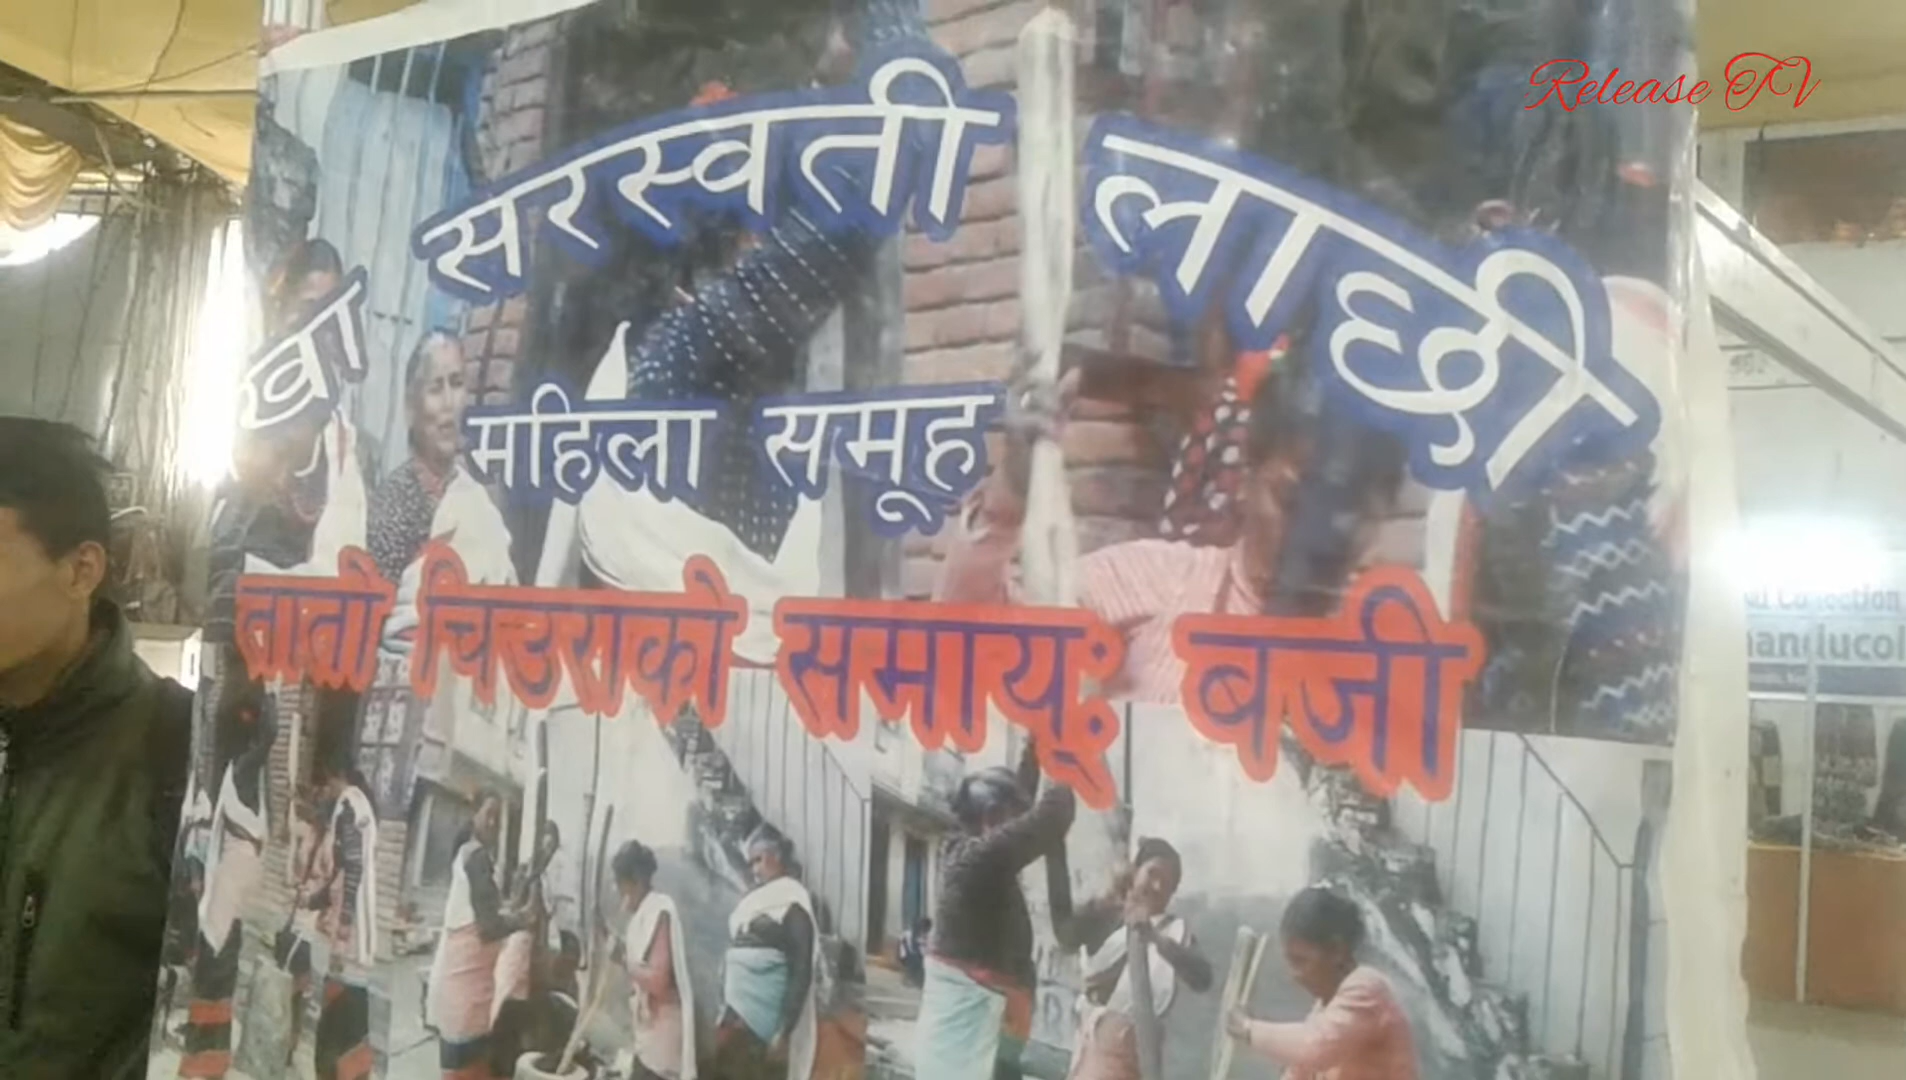 Release TV
सरस्वती लाछी
महिला समूह
तातो चिउराको समायू: बजी